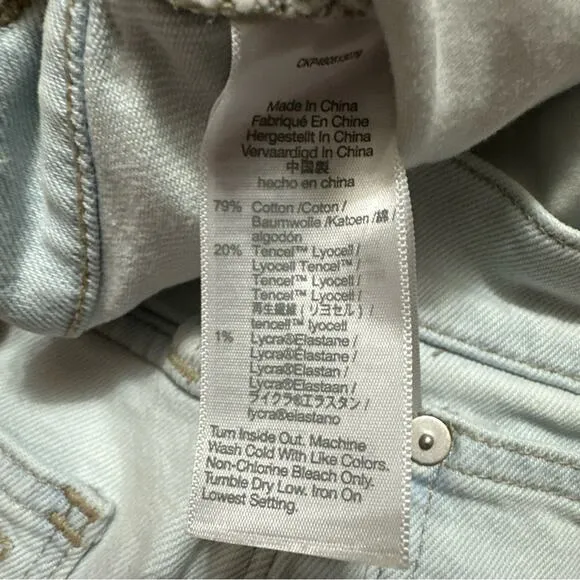 Made In China
Fabriqué En Chine
Hergestellt In China
Vervaardigd In China
中国製
hecho en china
79% Cotton /Coton /
Baumwolle /Katoen /綿 /
algodón
20% Tencel™ Lyocell /
Lyocell Tencel™ /
Tencel™ Lyocell /
Tencel™ Lyocell /
再生繊維 (リヨセル) /
tencell™ lyocell
1% Lycra®Elastane /
Lycra®Élastane /
Lycra®Elastan /
Lycra®Elastaan /
ライクラ®エラスタン /
lycra®elastano
Turn Inside Out. Machine
Wash Cold With Like Colors.
Non-Chlorine Bleach Only.
Tumble Dry Low. Iron On
Lowest Setting.